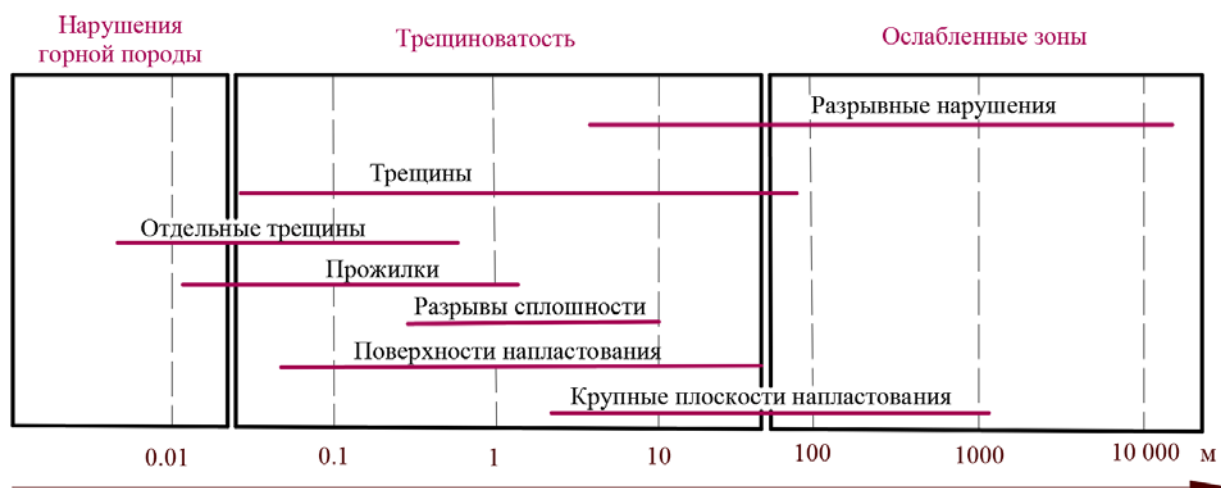 Нарушения
горной породы
Трещиноватость
Ослабленные зоны
Разрывные нарушения
Трещины
Отдельные трещины
Прожилки
Разрывы сплошности
Поверхности напластования
Крупные плоскости напластования
0.01 0.1 1 10 100 1000 10 000 м